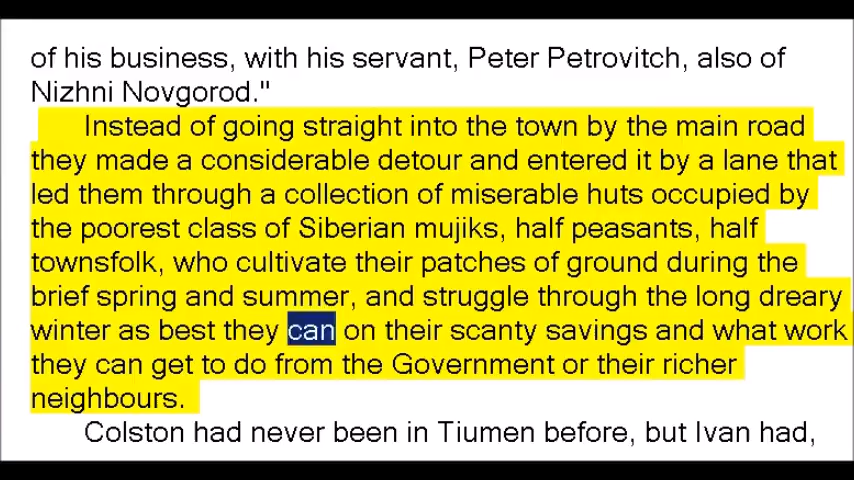 of his business, with his servant, Peter Petrovitch, also of
Nizhni Novgorod."
Instead of going straight into the town by the main road
they made a considerable detour and entered it by a lane that
led them through a collection of miserable huts occupied by
the poorest class of Siberian mujiks, half peasants, half
townsfolk, who cultivate their patches of ground during the
brief spring and summer, and struggle through the long dreary
winter as best they can on their scanty savings and what work
they can get to do from the Government or their richer
neighbours.
Colston had never been in Tiumen before, but Ivan had,